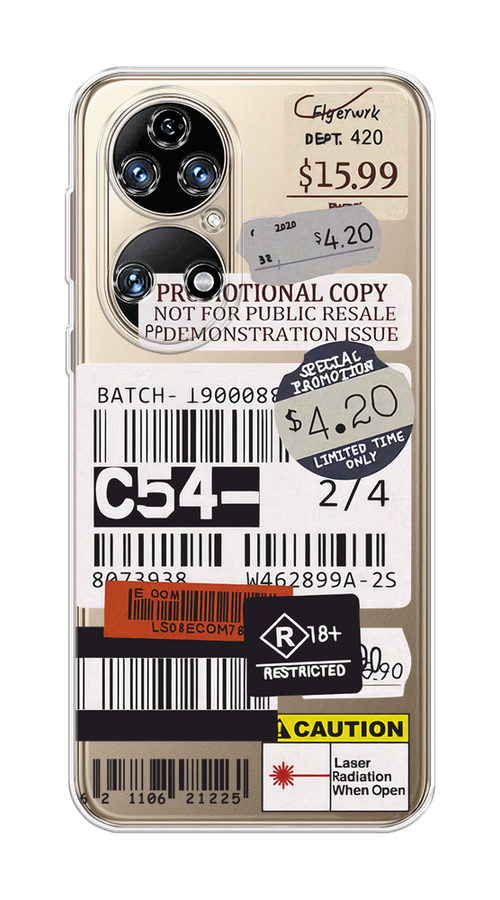 Elgerwrk
DEPT. 420
$15.99
2020
32
$4.20
PROMOTIONAL COPY
NOT FOR PUBLIC RESALE
PPDEMONSTRATION ISSUE
SPECIAL
PROMOTION
$4.20
LIMITED TIME
ONLY
BATCH- 1900088
C54-
2/4
8073938
W462899A-2S
E COM
LS08ECOM78
R 18+
RESTRICTED
.90
CAUTION
Laser
Radiation
When Open
6 2 1106 21225